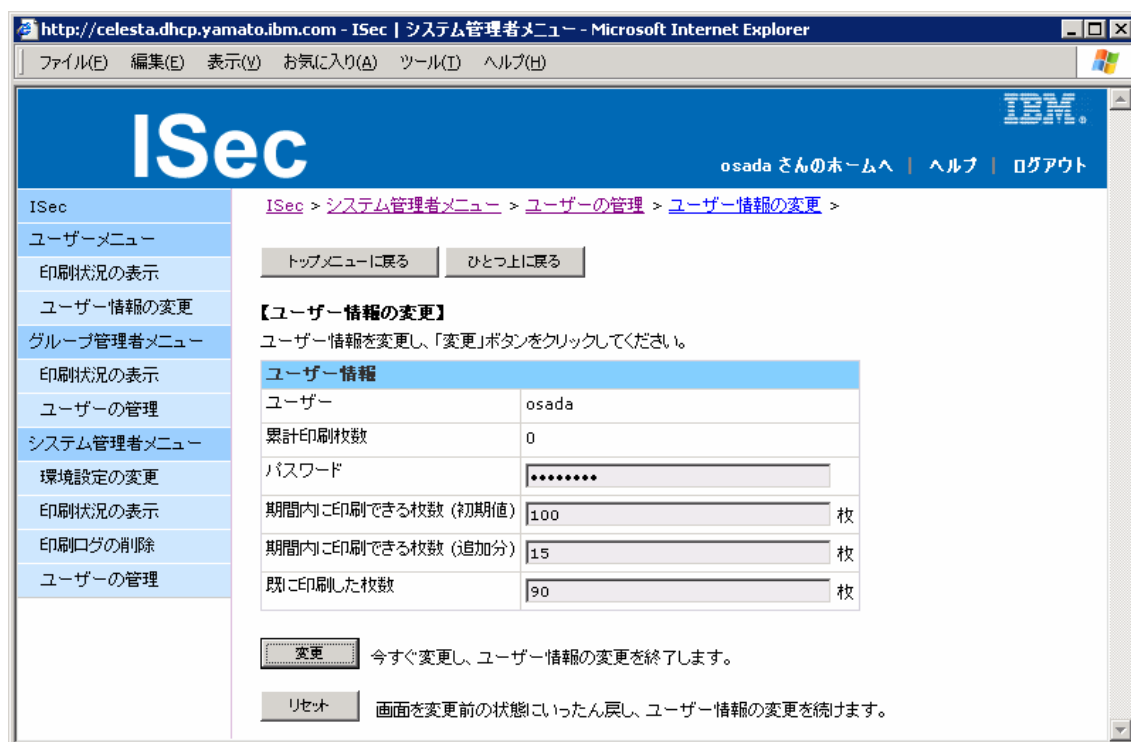 http://celesta.dhcp.yamato.ibm.com - ISec | システム管理者メニュー - Microsoft Internet Explorer
ファイル(F) 編集(E) 表示(V) お気に入り(A) ツール(T) ヘルプ(H)
IBM®
ISec
osada さんのホームへ | ヘルプ | ログアウト
ISec
ISec > システム管理者メニュー > ユーザーの管理 > ユーザー情報の変更 >
ユーザーメニュー
印刷状況の表示
ユーザー情報の変更
グループ管理者メニュー
印刷状況の表示
ユーザーの管理
システム管理者メニュー
環境設定の変更
印刷状況の表示
印刷ログの削除
ユーザーの管理
トップメニューに戻る ひとつ上に戻る
【ユーザー情報の変更】
ユーザー情報を変更し、「変更」ボタンをクリックしてください。
ユーザー情報
ユーザー osada
累計印刷枚数 0
パスワード ••••••••
期間内に印刷できる枚数 (初期値) 100 枚
期間内に印刷できる枚数 (追加分) 15 枚
既に印刷した枚数 90 枚
変更 今すぐ変更し、ユーザー情報の変更を終了します。
リセット 画面を変更前の状態にいったん戻し、ユーザー情報の変更を続けます。